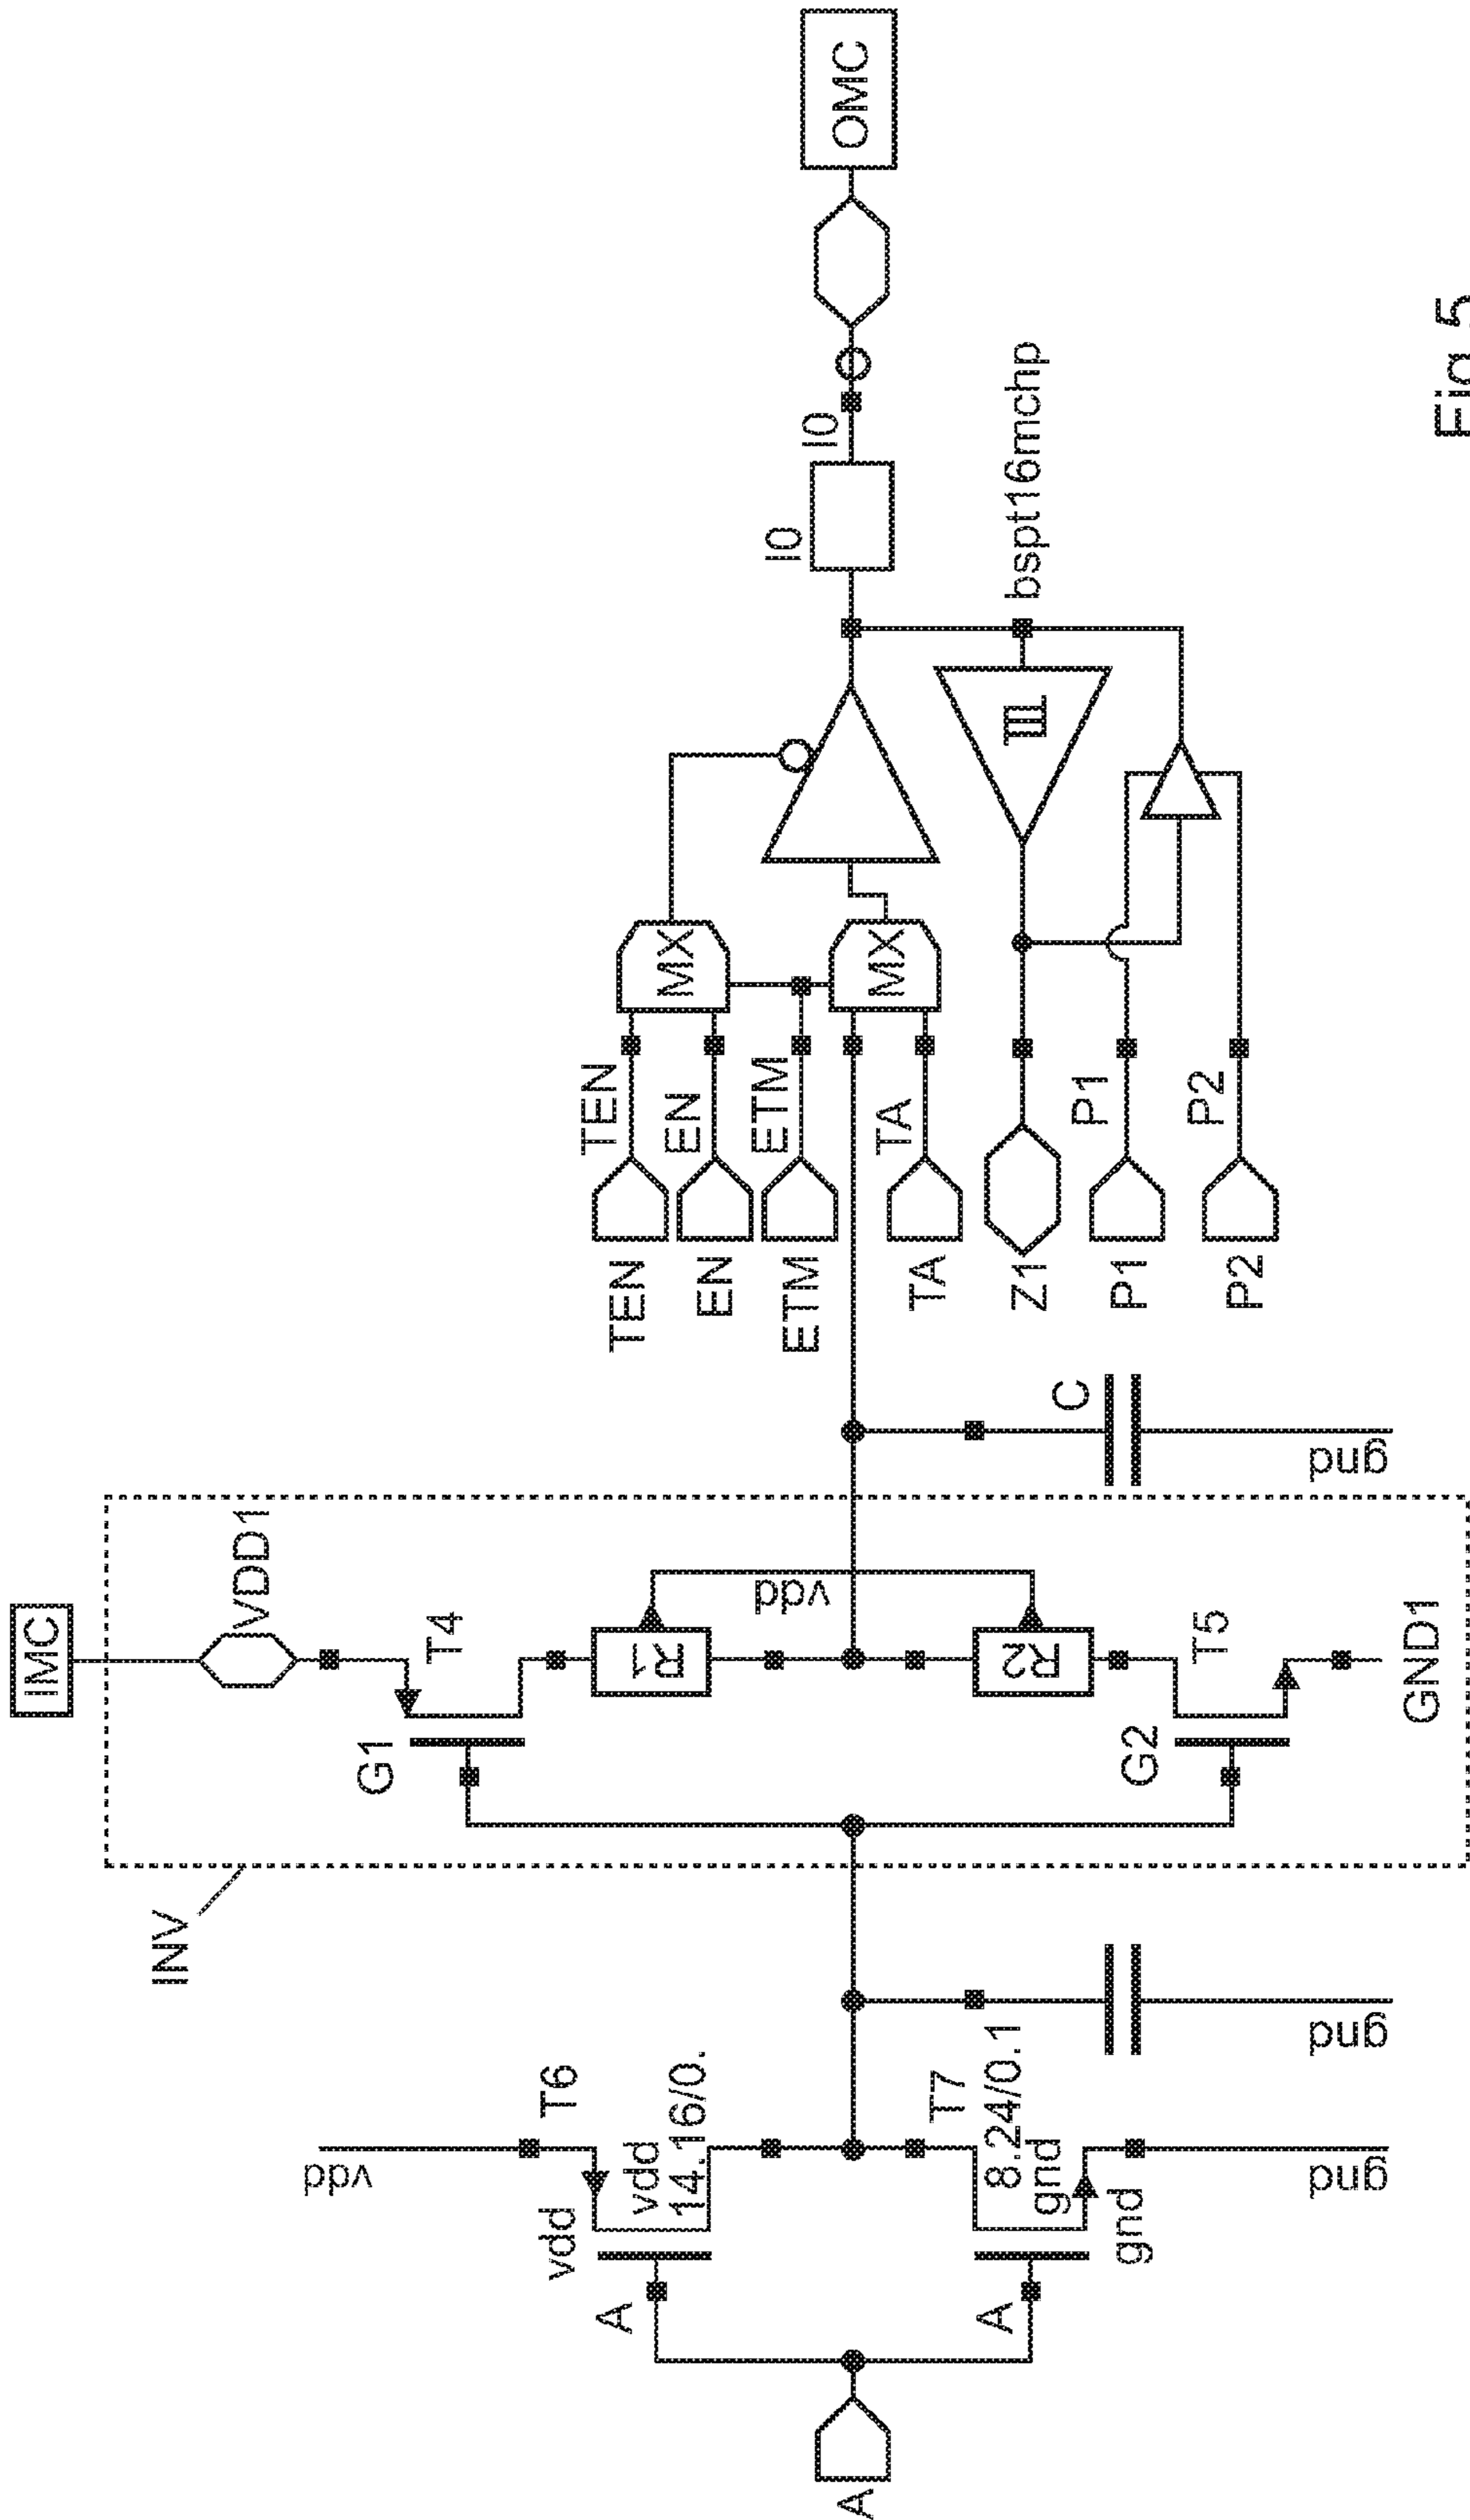 A
A
A
vdd
T6
vdd
vdd
14.16/0.
T7
8.24/0.1
gnd
gnd
gnd
gnd
INV
IMC
VDD1
G1
T4
R1
vdd
R2
G2
T5
GND1
C
gnd
TEN
TEN
EN
EN
ETM
ETM
TA
TA
Z1
P1
P1
P2
P2
MX
MX
I0
I0
bspt16mchp
OMC
Fig.5